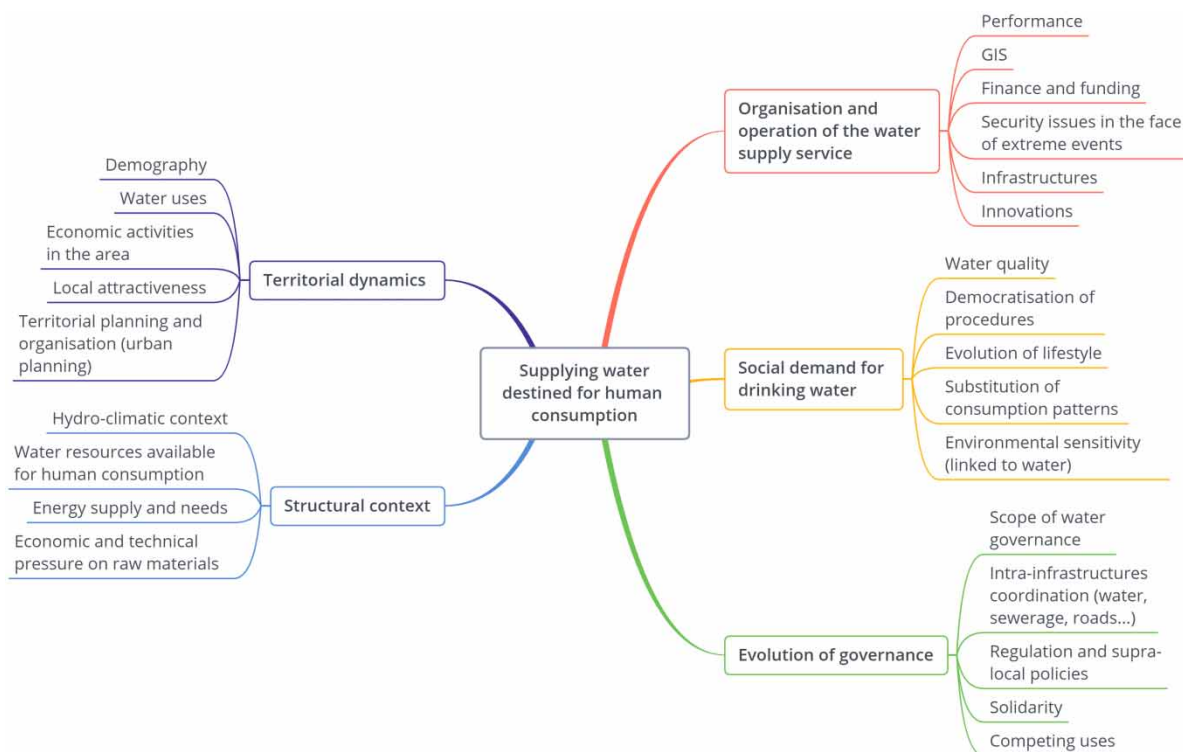 Supplying water
destined for human
consumption
Organisation and
operation of the water
supply service
Performance
GIS
Finance and funding
Security issues in the face
of extreme events
Infrastructures
Innovations
Social demand for
drinking water
Water quality
Democratisation of
procedures
Evolution of lifestyle
Substitution of
consumption patterns
Environmental sensitivity
(linked to water)
Evolution of governance
Scope of water
governance
Intra-infrastructures
coordination (water,
sewerage, roads...)
Regulation and supra-
local policies
Solidarity
Competing uses
Territorial dynamics
Demography
Water uses
Economic activities
in the area
Local attractiveness
Territorial planning and
organisation (urban
planning)
Structural context
Hydro-climatic context
Water resources available
for human consumption
Energy supply and needs
Economic and technical
pressure on raw materials